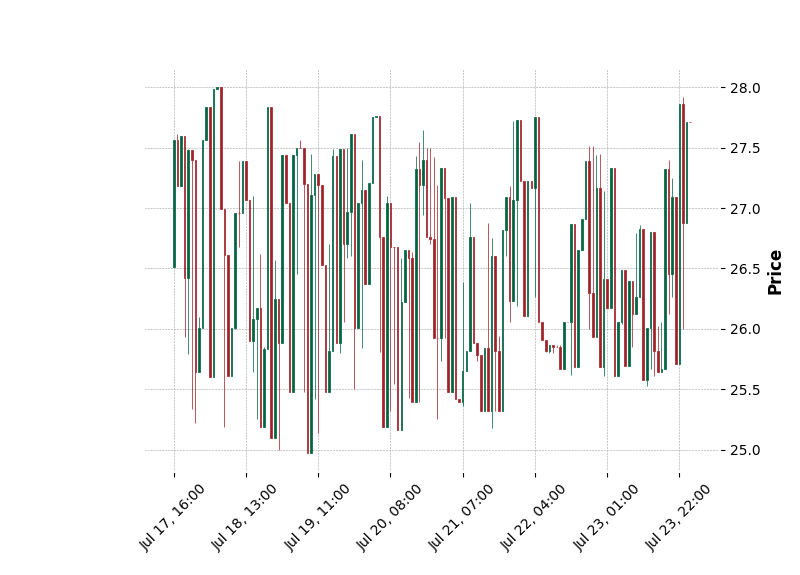 28.0
27.5
27.0
26.5
26.0
25.5
25.0
Price
Jul 17, 16:00
Jul 18, 13:00
Jul 19, 11:00
Jul 20, 08:00
Jul 21, 07:00
Jul 22, 04:00
Jul 23, 01:00
Jul 23, 22:00